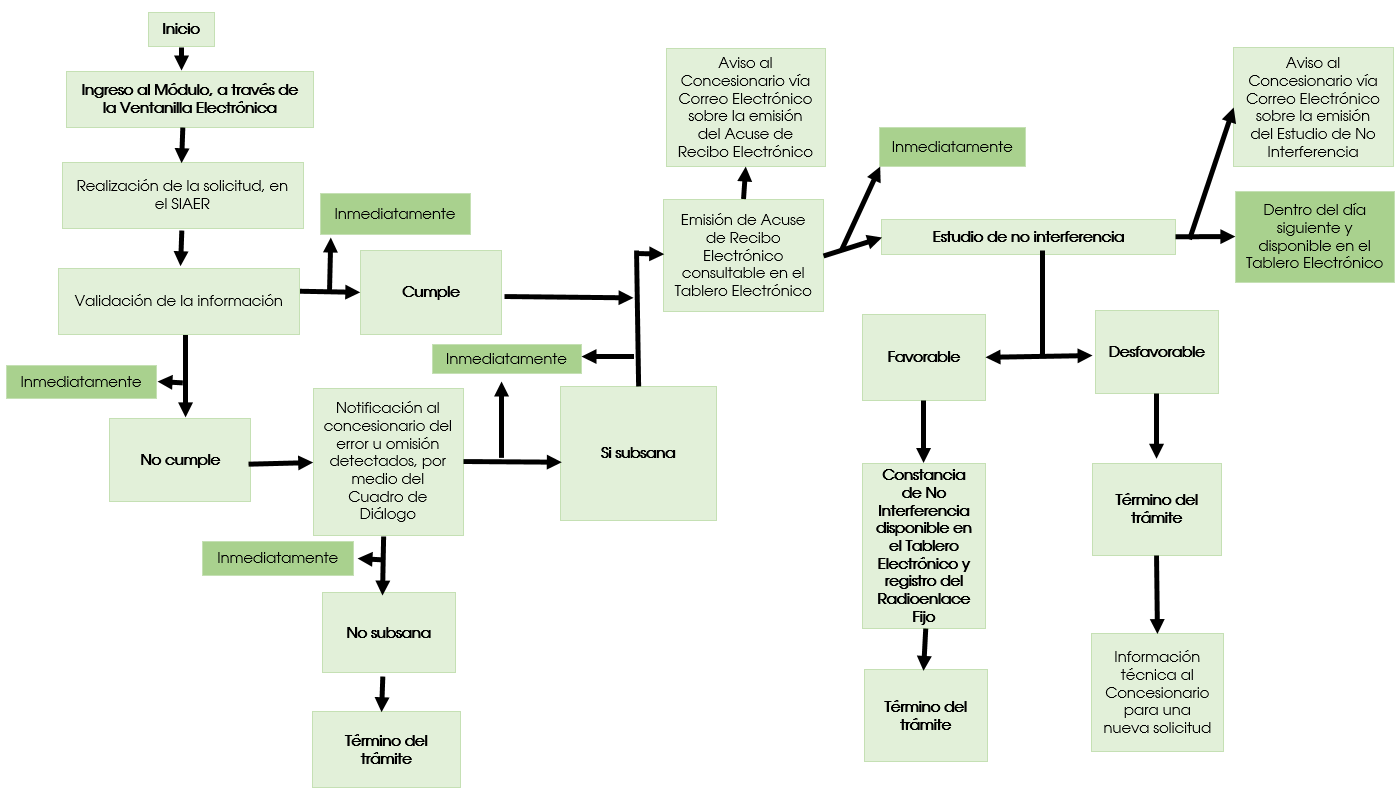 Inicio
Ingreso al Módulo, a través de
la Ventanilla Electrónica
Realización de la solicitud, en
el SIAER
Inmediatamente
Validación de la información
Cumple
Inmediatamente
No cumple
Notificación al
concesionario del
error u omisión
detectados, por
medio del
Cuadro de
Diálogo
Inmediatamente
Si subsana
Inmediatamente
No subsana
Término del
trámite
Aviso al
Concesionario vía
Correo Electrónico
sobre la emisión
del Acuse de
Recibo Electrónico
Emisión de Acuse
de Recibo
Electrónico
consultable en el
Tablero Electrónico
Inmediatamente
Estudio de no interferencia
Aviso al
Concesionario vía
Correo Electrónico
sobre la emisión
del Estudio de No
Interferencia
Dentro del día
siguiente y
disponible en el
Tablero Electrónico
Favorable
Desfavorable
Constancia
de No
Interferencia
disponible en
el Tablero
Electrónico y
registro del
Radioenlace
Fijo
Término del
trámite
Término del
trámite
Información
técnica al
Concesionario
para una
nueva solicitud